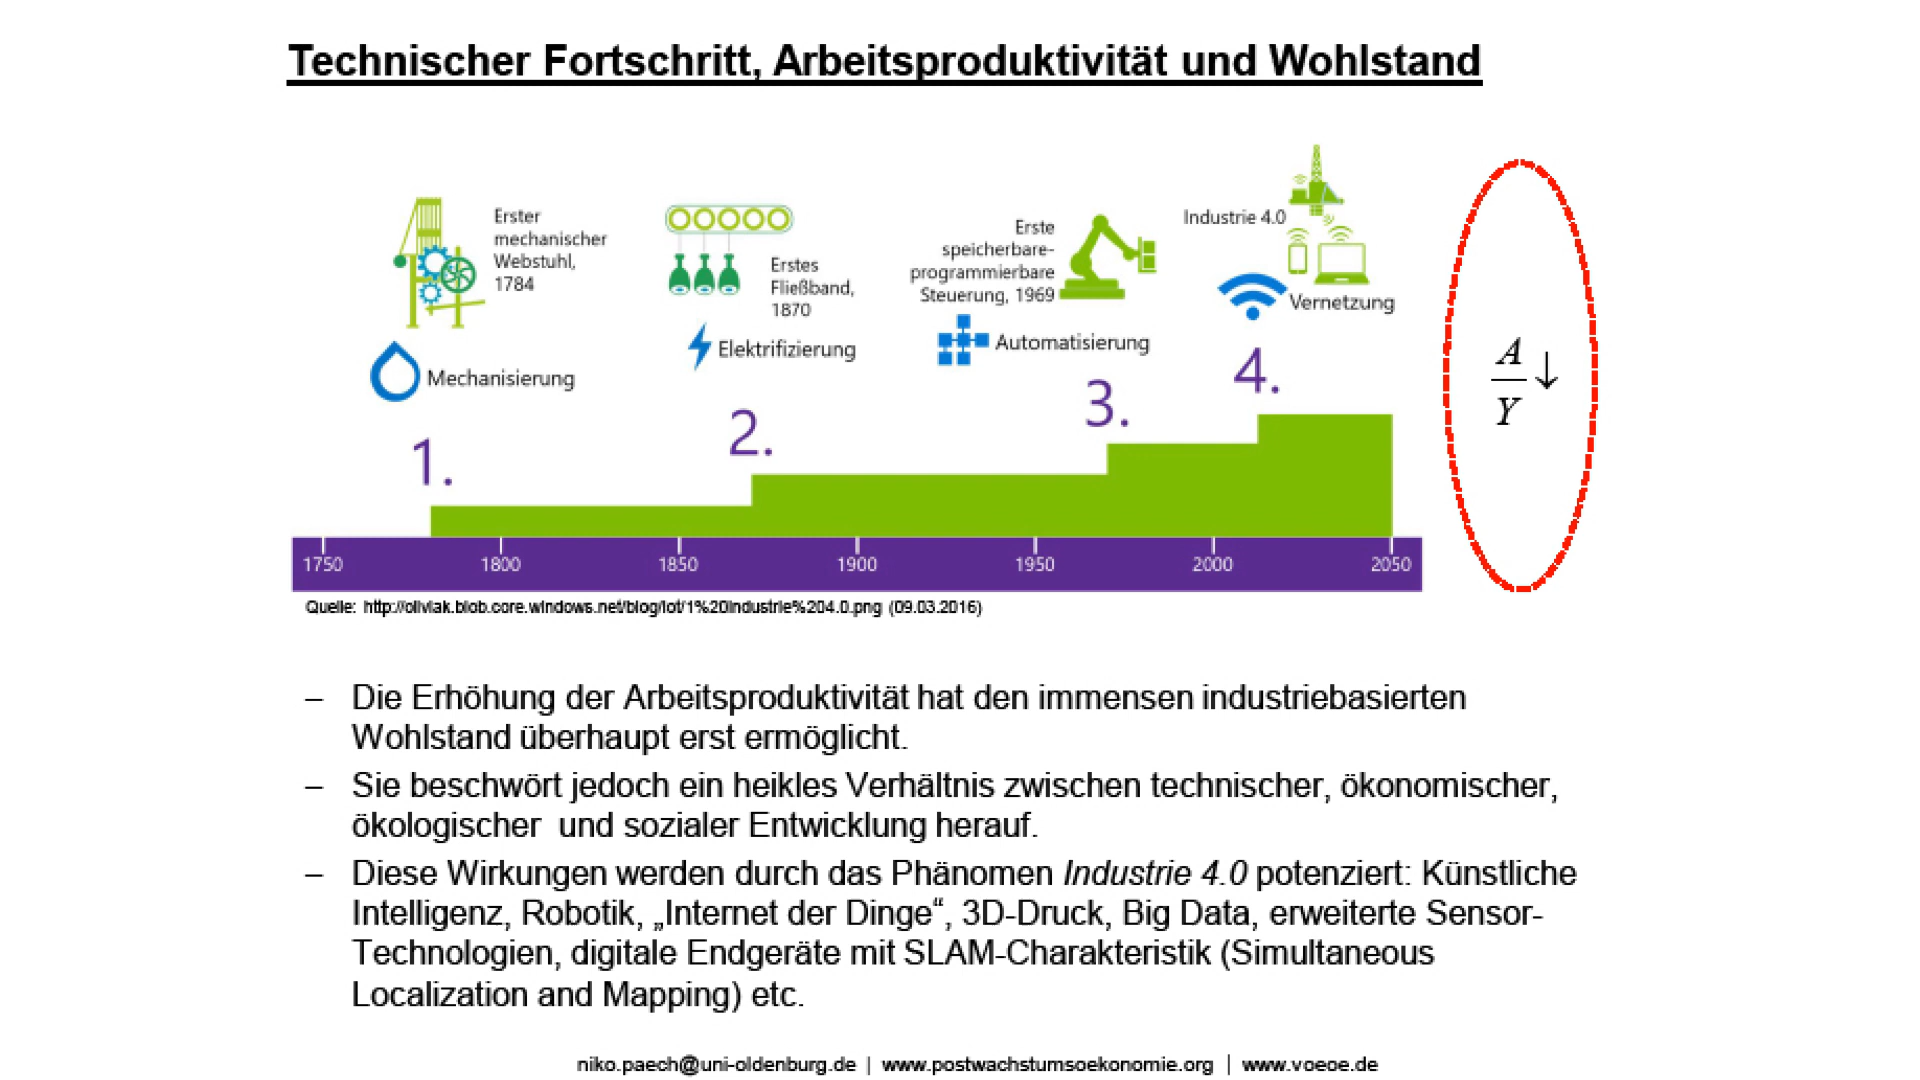 Technischer Fortschritt, Arbeitsproduktivität und Wohlstand
Erster
mechanischer
Webstuhl,
1784
Mechanisierung
1.
Erstes
Fließband,
1870
Elektrifizierung
2.
Erste
speicherbare-
programmierbare
Steuerung, 1969
Automatisierung
3.
Industrie 4.0
Vernetzung
4.
A
Y
↓
1750 1800 1850 1900 1950 2000 2050
Quelle: http://oliviak.blob.core.windows.net/blog/iot/1%20Industrie%204.0.png (09.03.2016)
– Die Erhöhung der Arbeitsproduktivität hat den immensen industriebasierten
Wohlstand überhaupt erst ermöglicht.
– Sie beschwört jedoch ein heikles Verhältnis zwischen technischer, ökonomischer,
ökologischer und sozialer Entwicklung herauf.
– Diese Wirkungen werden durch das Phänomen Industrie 4.0 potenziert: Künstliche
Intelligenz, Robotik, „Internet der Dinge“, 3D-Druck, Big Data, erweiterte Sensor-
Technologien, digitale Endgeräte mit SLAM-Charakteristik (Simultaneous
Localization and Mapping) etc.
niko.paech@uni-oldenburg.de | www.postwachstumsoekonomie.org | www.voeoe.de